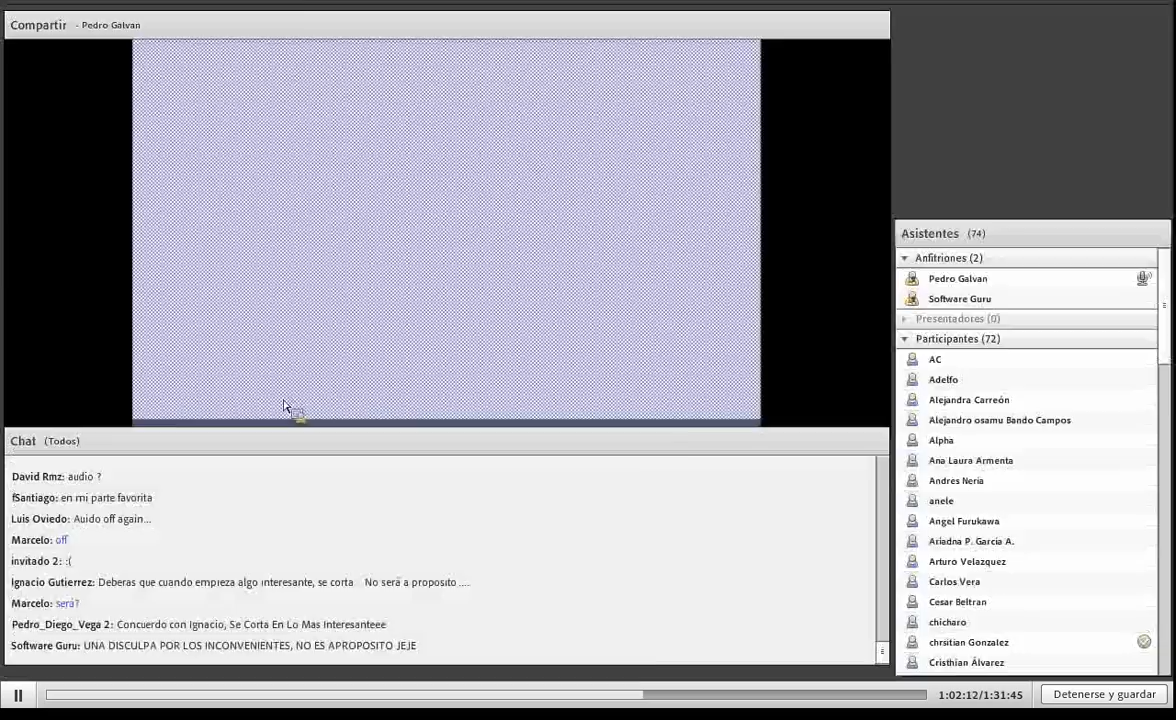 Compartir - Pedro Galvan
Asistentes (74)
Anfitriones (2)
Pedro Galvan
Software Guru
Presentadores (0)
Participantes (72)
AC
Adelfo
Alejandra Carreón
Alejandro osamu Bando Campos
Alpha
Ana Laura Armenta
Andres Neria
anele
Angel Furukawa
Ariadna P. Garcia A.
Arturo Velazquez
Carlos Vera
Cesar Beltran
chicharo
chrsitian Gonzalez
Cristhian Álvarez
Chat (Todos)
David Rmz: audio ?
fSantiago: en mi parte favorita
Luis Oviedo: Auido off again...
Marcelo: off
invitado 2: :(
Ignacio Gutierrez: Deberas que cuando empieza algo interesante, se corta No será a proposito ....
Marcelo: será?
Pedro_Diego_Vega 2: Concuerdo con Ignacio, Se Corta En Lo Mas Interesanteee
Software Guru: UNA DISCULPA POR LOS INCONVENIENTES, NO ES APROPOSITO JEJE
1:02:12/1:31:45
Detenerse y guardar